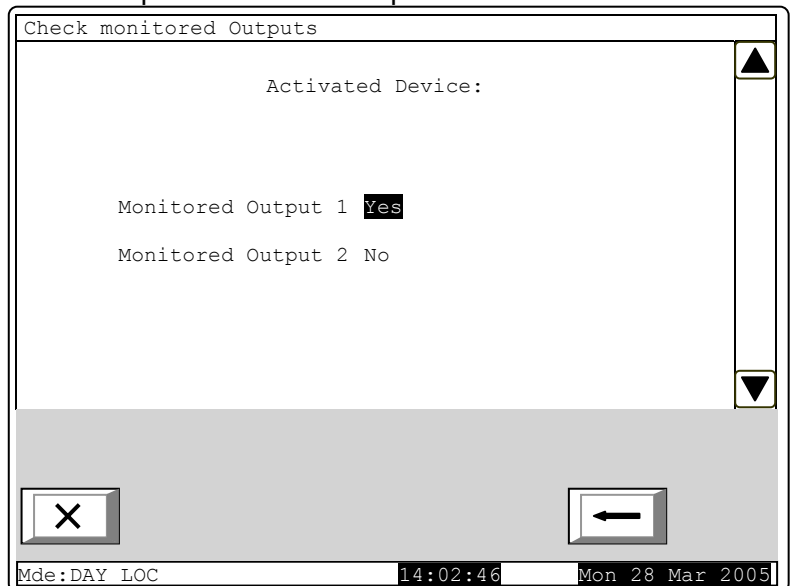 Check monitored Outputs
Activated Device:
Monitored Output 1 Yes
Monitored Output 2 No
Mde:DAY LOC 14:02:46 Mon 28 Mar 2005